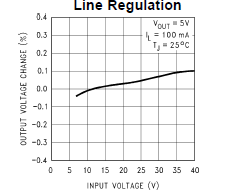 Line Regulation
0.4
0.3
0.2
0.1
0.0
-0.1
-0.2
-0.3
-0.4
OUTPUT VOLTAGE CHANGE (%)
VOUT = 5V
IL = 100 mA
TJ = 25°C
0 5 10 15 20 25 30 35 40
INPUT VOLTAGE (V)